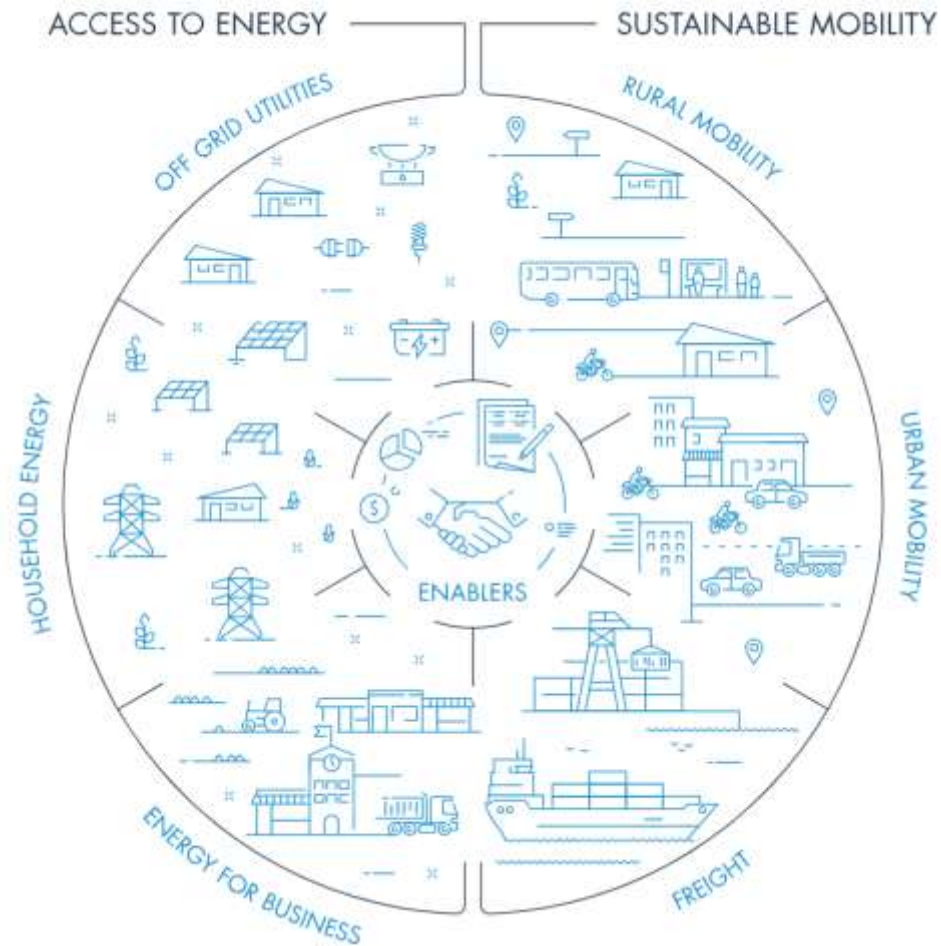 ACCESS TO ENERGY
SUSTAINABLE MOBILITY
OFF GRID UTILITIES
RURAL MOBILITY
HOUSEHOLD ENERGY
URBAN MOBILITY
$
ENABLERS
ENERGY FOR BUSINESS
FREIGHT